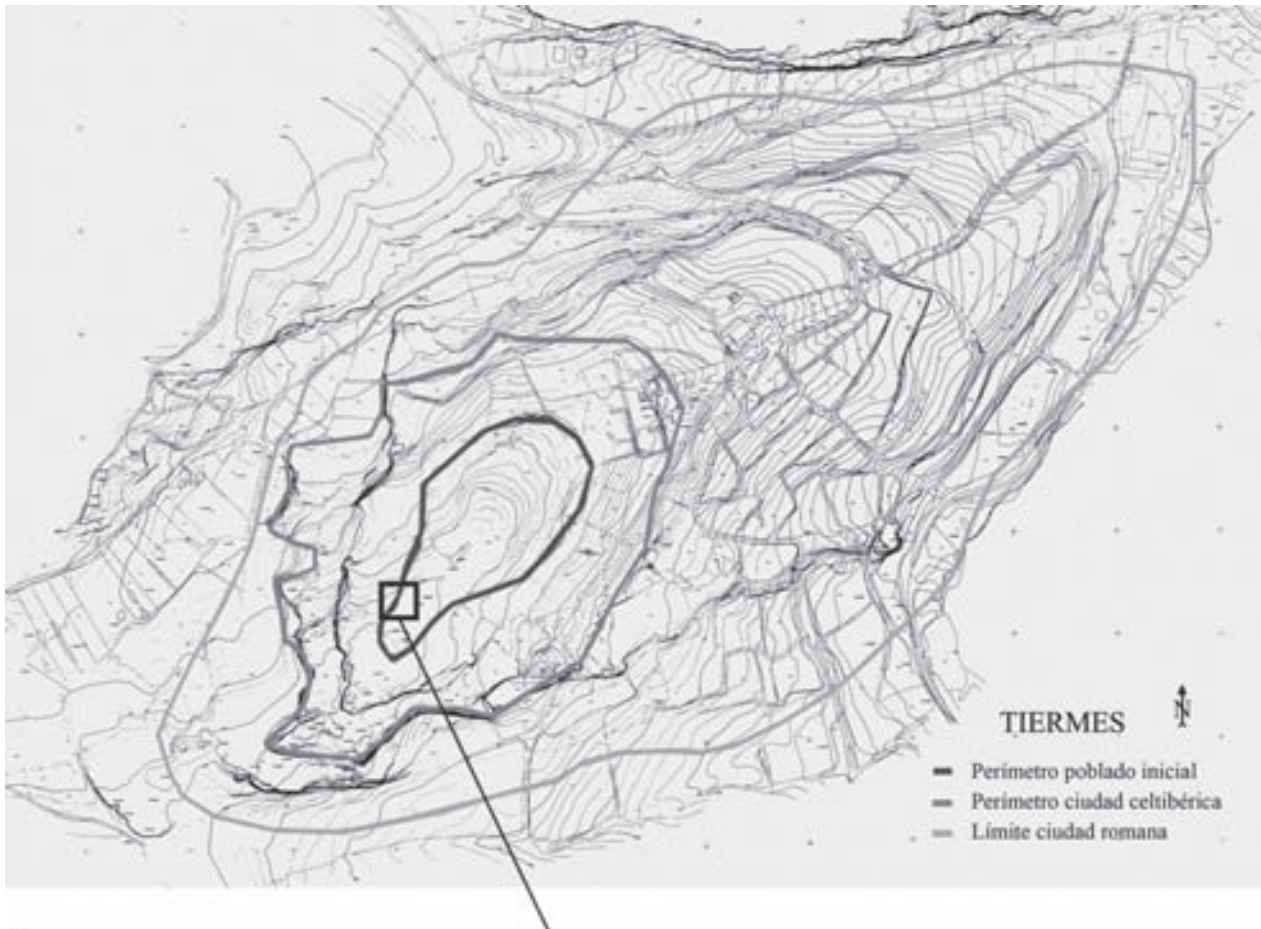 TIERMES
N
Perímetro poblado inicial
Perímetro ciudad celtibérica
Límite ciudad romana